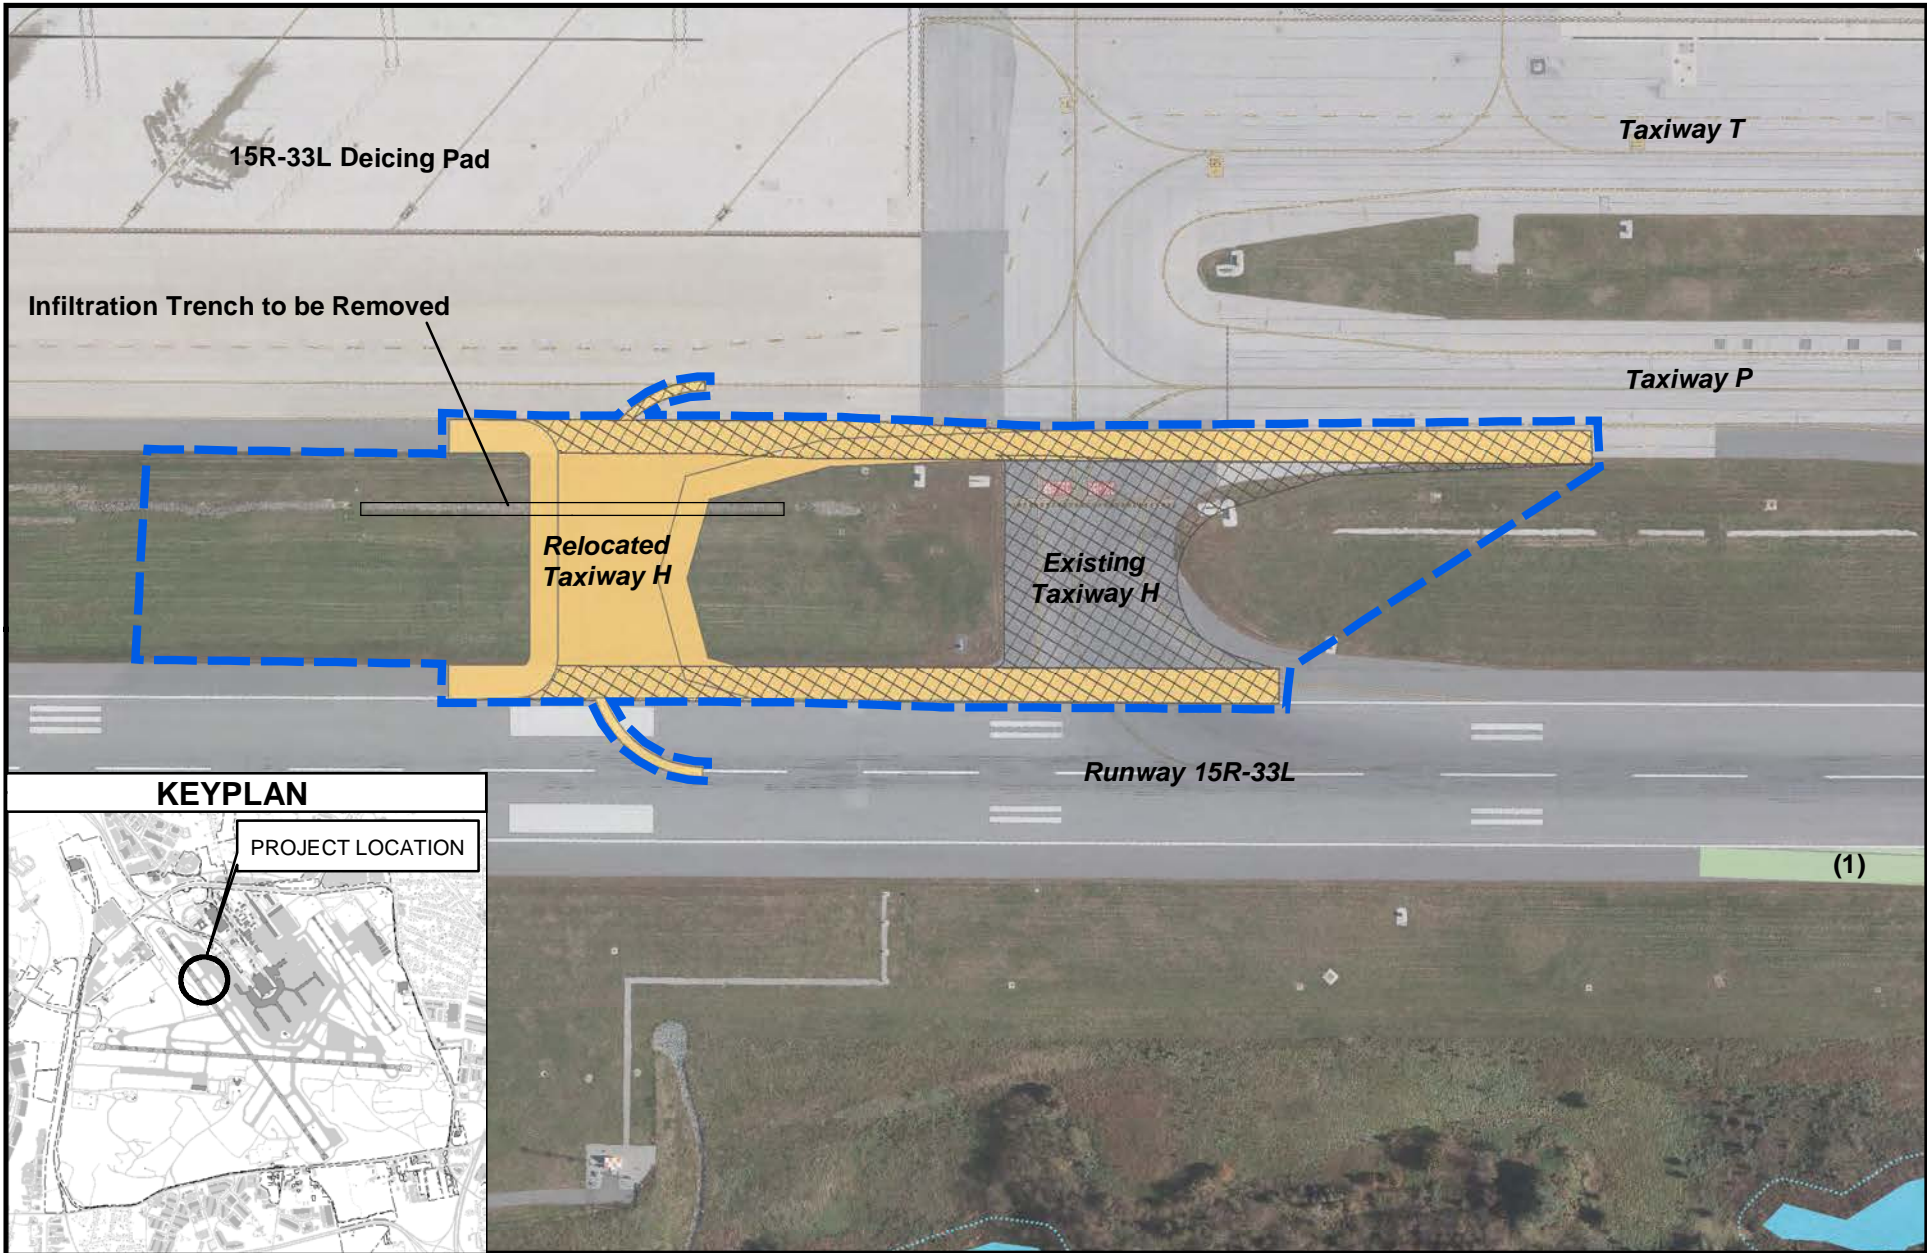 Taxiway T
15R-33L Deicing Pad
Infiltration Trench to be Removed
Taxiway P
Relocated
Taxiway H
Existing
Taxiway H
Runway 15R-33L
KEYPLAN
PROJECT LOCATION
(1)